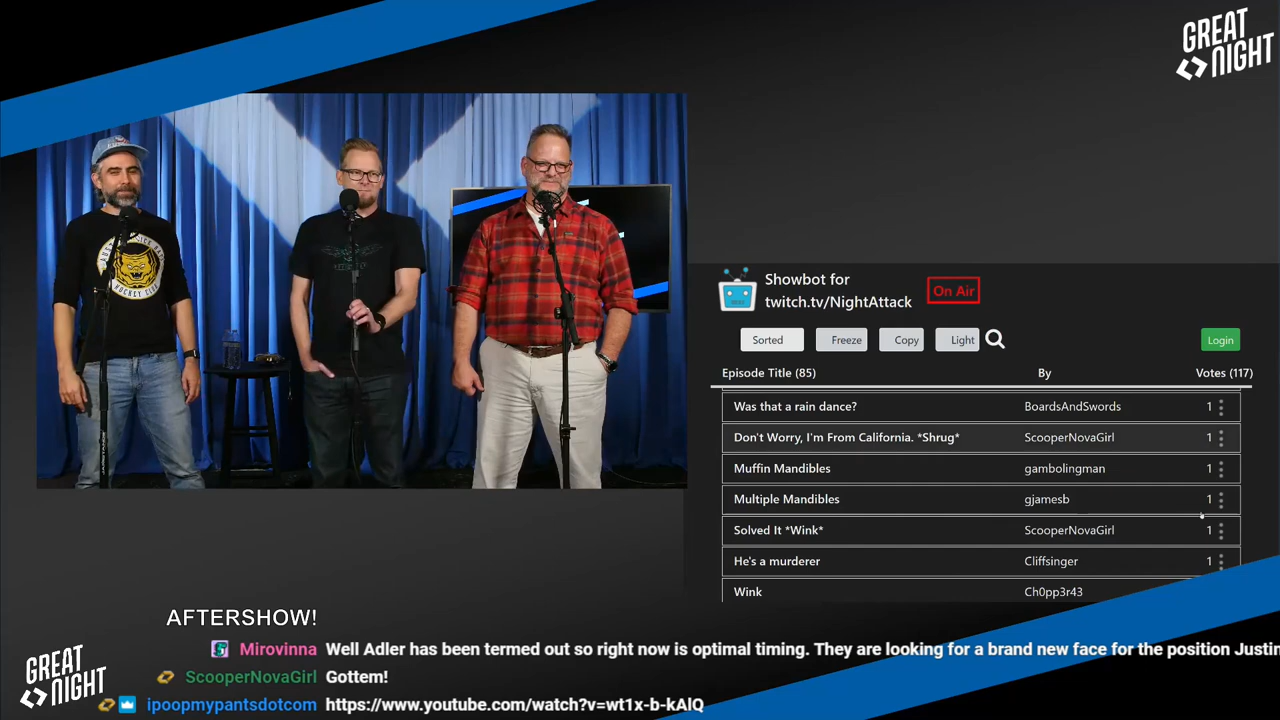 GREAT
NIGHT
HOCKEY CLUB
Showbot for
twitch.tv/NightAttack
On Air
Sorted
Freeze
Copy
Light
Login
Episode Title (85) By Votes (117)
Was that a rain dance? BoardsAndSwords 1
Don't Worry, I'm From California. *Shrug* ScooperNovaGirl 1
Muffin Mandibles gambolingman 1
Multiple Mandibles gjamesb 1
Solved It *Wink* ScooperNovaGirl 1
He's a murderer Cliffsinger 1
Wink Ch0pp3r43
AFTERSHOW!
Mirovinna Well Adler has been termed out so right now is optimal timing. They are looking for a brand new face for the position Justin
ScooperNovaGirl Gottem!
ipoopmypantsdotcom https://www.youtube.com/watch?v=wt1x-b-kAlQ
GREAT
NIGHT